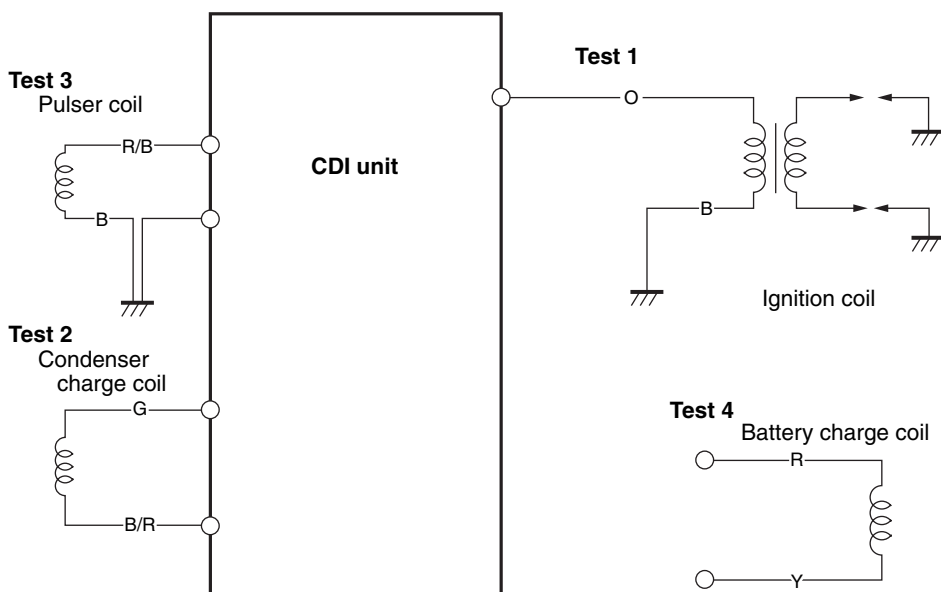 Test 1
Test 3
Pulser coil
O
R/B
CDI unit
B
B
Ignition coil
Test 2
Condenser
charge coil
G
Test 4
Battery charge coil
R
B/R
Y